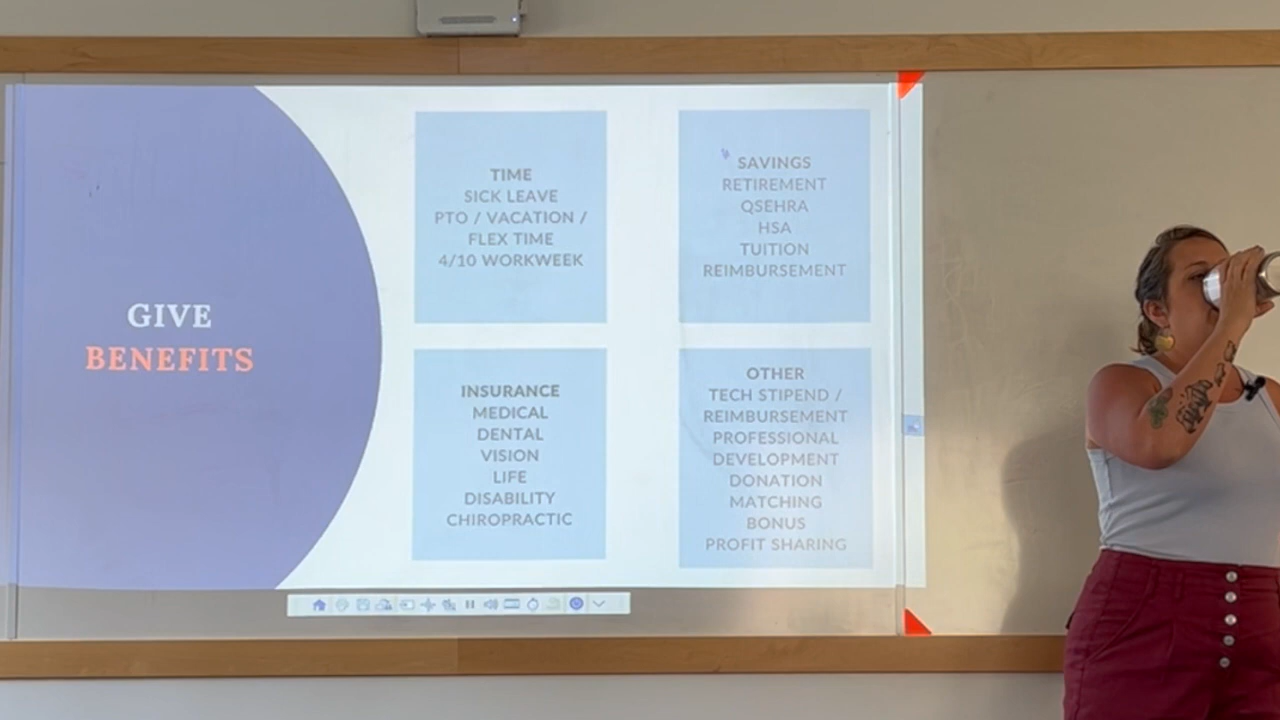 GIVE
BENEFITS
TIME
SICK LEAVE
PTO / VACATION /
FLEX TIME
4/10 WORKWEEK
SAVINGS
RETIREMENT
QSEHRA
HSA
TUITION
REIMBURSEMENT
INSURANCE
MEDICAL
DENTAL
VISION
LIFE
DISABILITY
CHIROPRACTIC
OTHER
TECH STIPEND /
REIMBURSEMENT
PROFESSIONAL
DEVELOPMENT
DONATION
MATCHING
BONUS
PROFIT SHARING